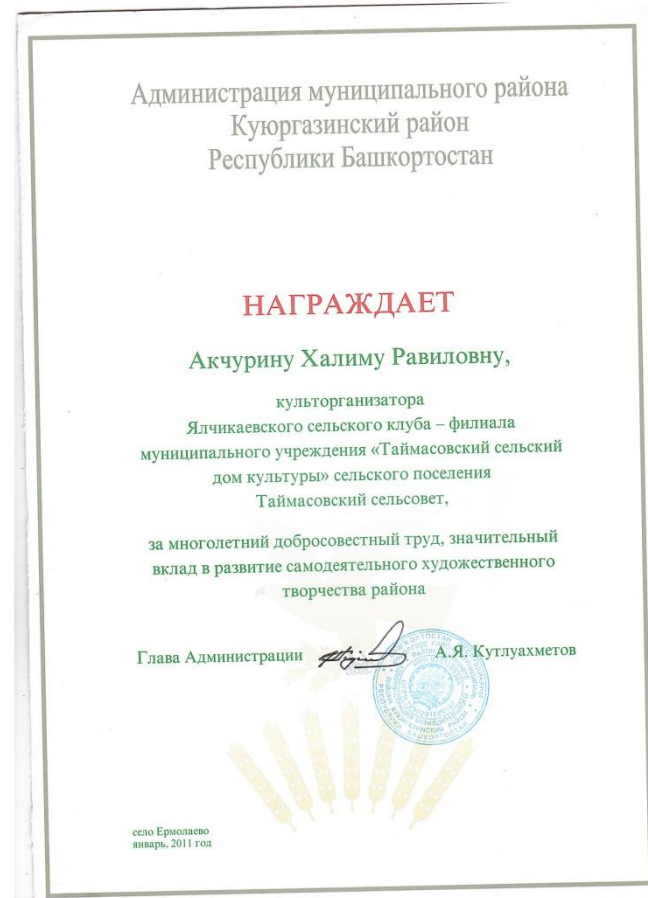 Администрация муниципального района
Куюргазинский район
Республики Башкортостан
НАГРАЖДАЕТ
Акчурину Халиму Равиловну,
культорганизатора
Ялчикаевского сельского клуба – филиала
муниципального учреждения «Таймасовский сельский
дом культуры» сельского поселения
Таймасовский сельсовет,
за многолетний добросовестный труд, значительный
вклад в развитие самодеятельного художественного
творчества района
Глава Администрации А.Я. Кутлуахметов
село Ермолаево
январь, 2011 год